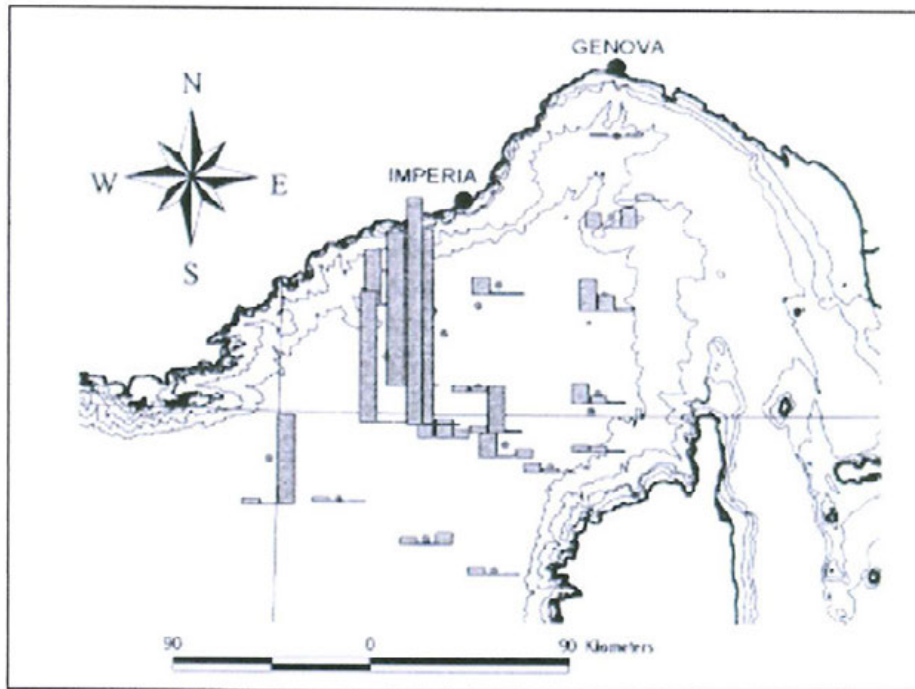 GENOVA
N
IMPERIA
W E
S
90 0 90 Kilometers